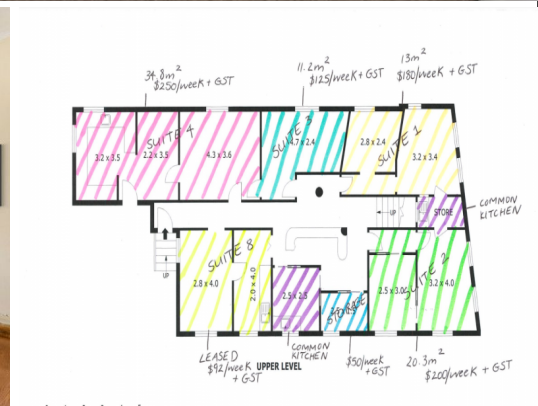 34.8m²
$250/week + GST
11.2m²
$125/week + GST
13m²
$180/week + GST
SUITE 4
3.2 x 3.5
2.2 x 3.5
4.3 x 3.6
SUITE 3
4.7 x 2.4
SUITE 1
2.8 x 2.4
3.2 x 3.4
UP
STORE
COMMON
KITCHEN
SUITE 8
2.8 x 4.0
2.0 x 4.0
2.5 x 2.5
STORAGE
SUITE 2
2.5 x 3.0
3.2 x 4.0
UP
LEASED
$92/week
+ GST
COMMON
KITCHEN
UPPER LEVEL
$50/week
+ GST
20.3m²
$200/week + GST